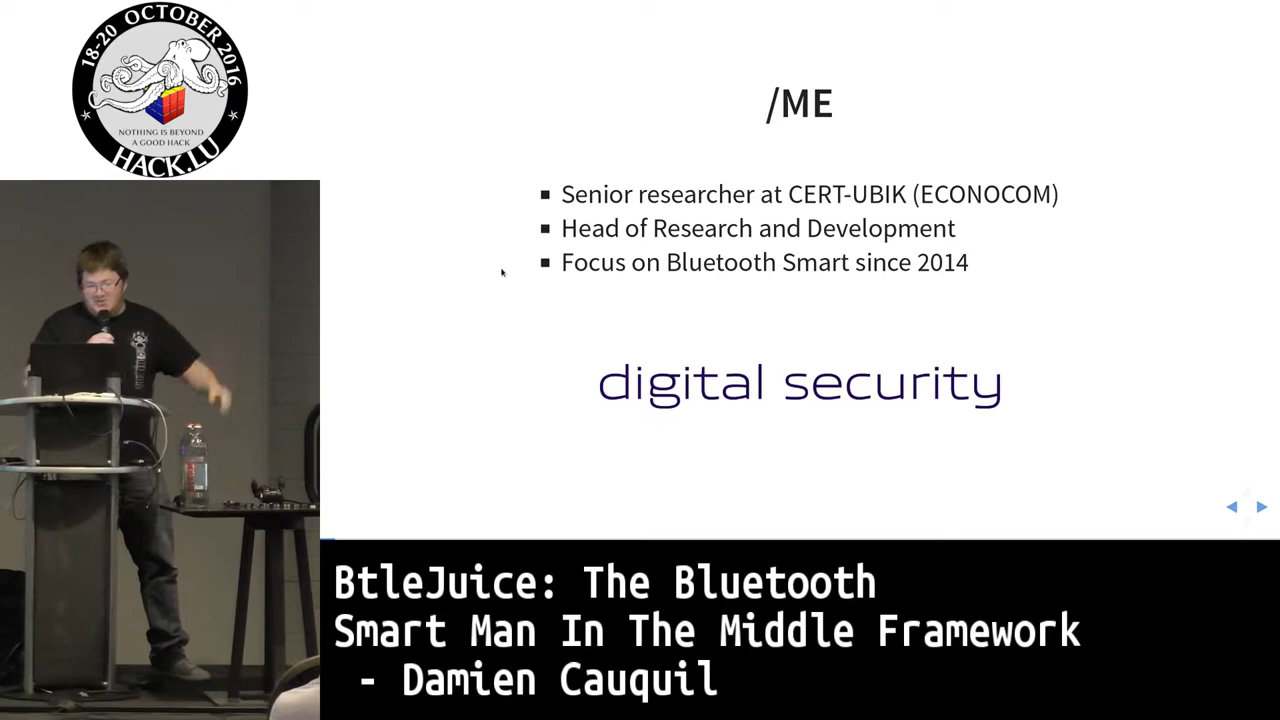 18-20 OCTOBER 2016
NOTHING IS BEYOND
A GOOD HACK
HACK.LU
/ME
Senior researcher at CERT-UBIK (ECONOCOM)
Head of Research and Development
Focus on Bluetooth Smart since 2014
digital security
BtleJuice: The Bluetooth
Smart Man In The Middle Framework
- Damien Cauquil